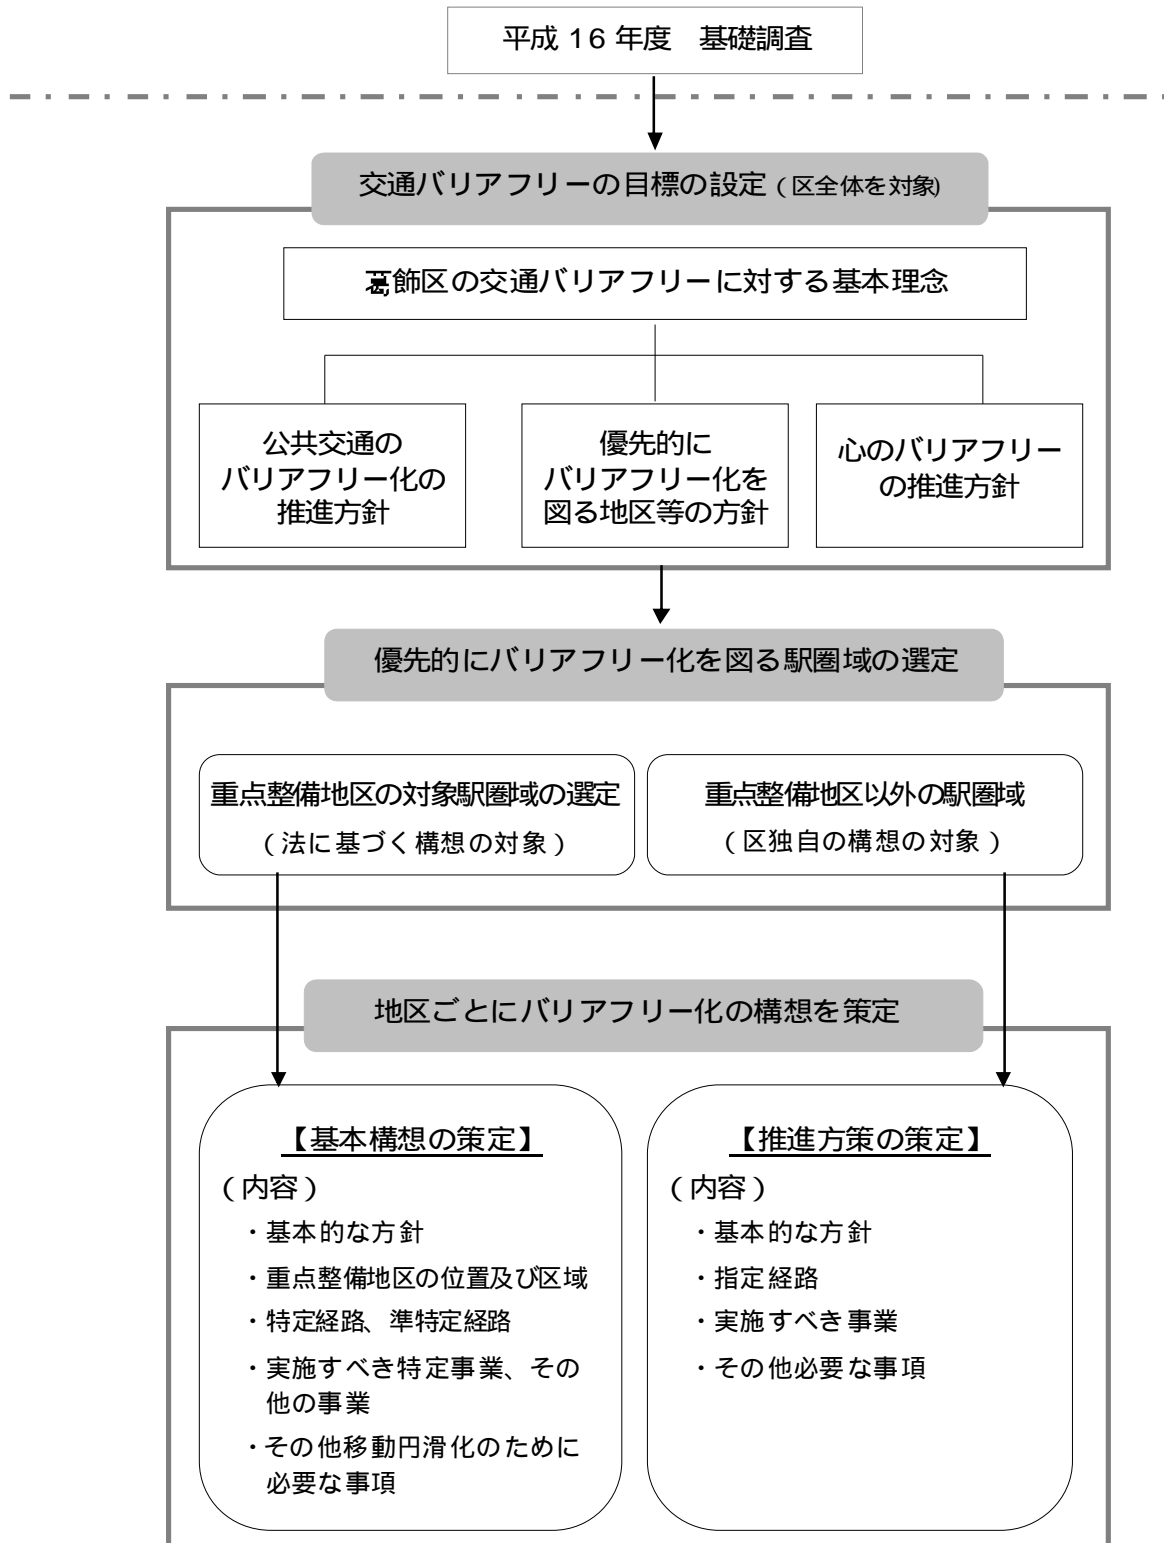 平成 16 年度　基礎調査
交通バリアフリーの目標の設定（区全体を対象）
葛飾区の交通バリアフリーに対する基本理念
公共交通の
バリアフリー化の
推進方針
優先的に
バリアフリー化を
図る地区等の方針
心のバリアフリー
の推進方針
優先的にバリアフリー化を図る駅圏域の選定
重点整備地区の対象駅圏域の選定
（法に基づく構想の対象）
重点整備地区以外の駅圏域
（区独自の構想の対象）
地区ごとにバリアフリー化の構想を策定
【基本構想の策定】
（内容）
・基本的な方針
・重点整備地区の位置及び区域
・特定経路、準特定経路
・実施すべき特定事業、その
他の事業
・その他移動円滑化のために
必要な事項
【推進方策の策定】
（内容）
・基本的な方針
・指定経路
・実施すべき事業
・その他必要な事項